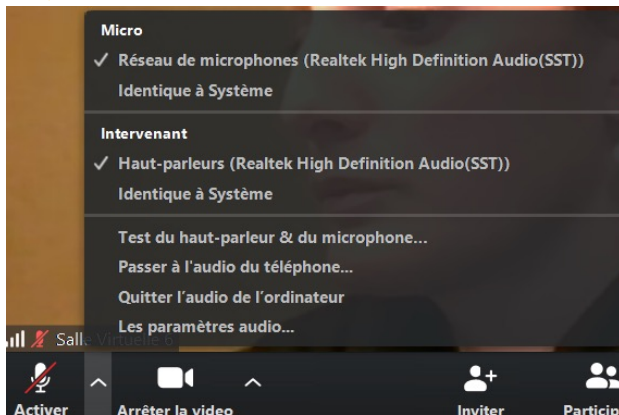 Micro
✓ Réseau de microphones (Realtek High Definition Audio(SST))
Identique à Système
Intervenant
✓ Haut-parleurs (Realtek High Definition Audio(SST))
Identique à Système
Test du haut-parleur & du microphone...
Passer à l'audio du téléphone...
Quitter l'audio de l'ordinateur
Les paramètres audio...
Salle Virtuelle 6
Activer Arrêter la video Inviter